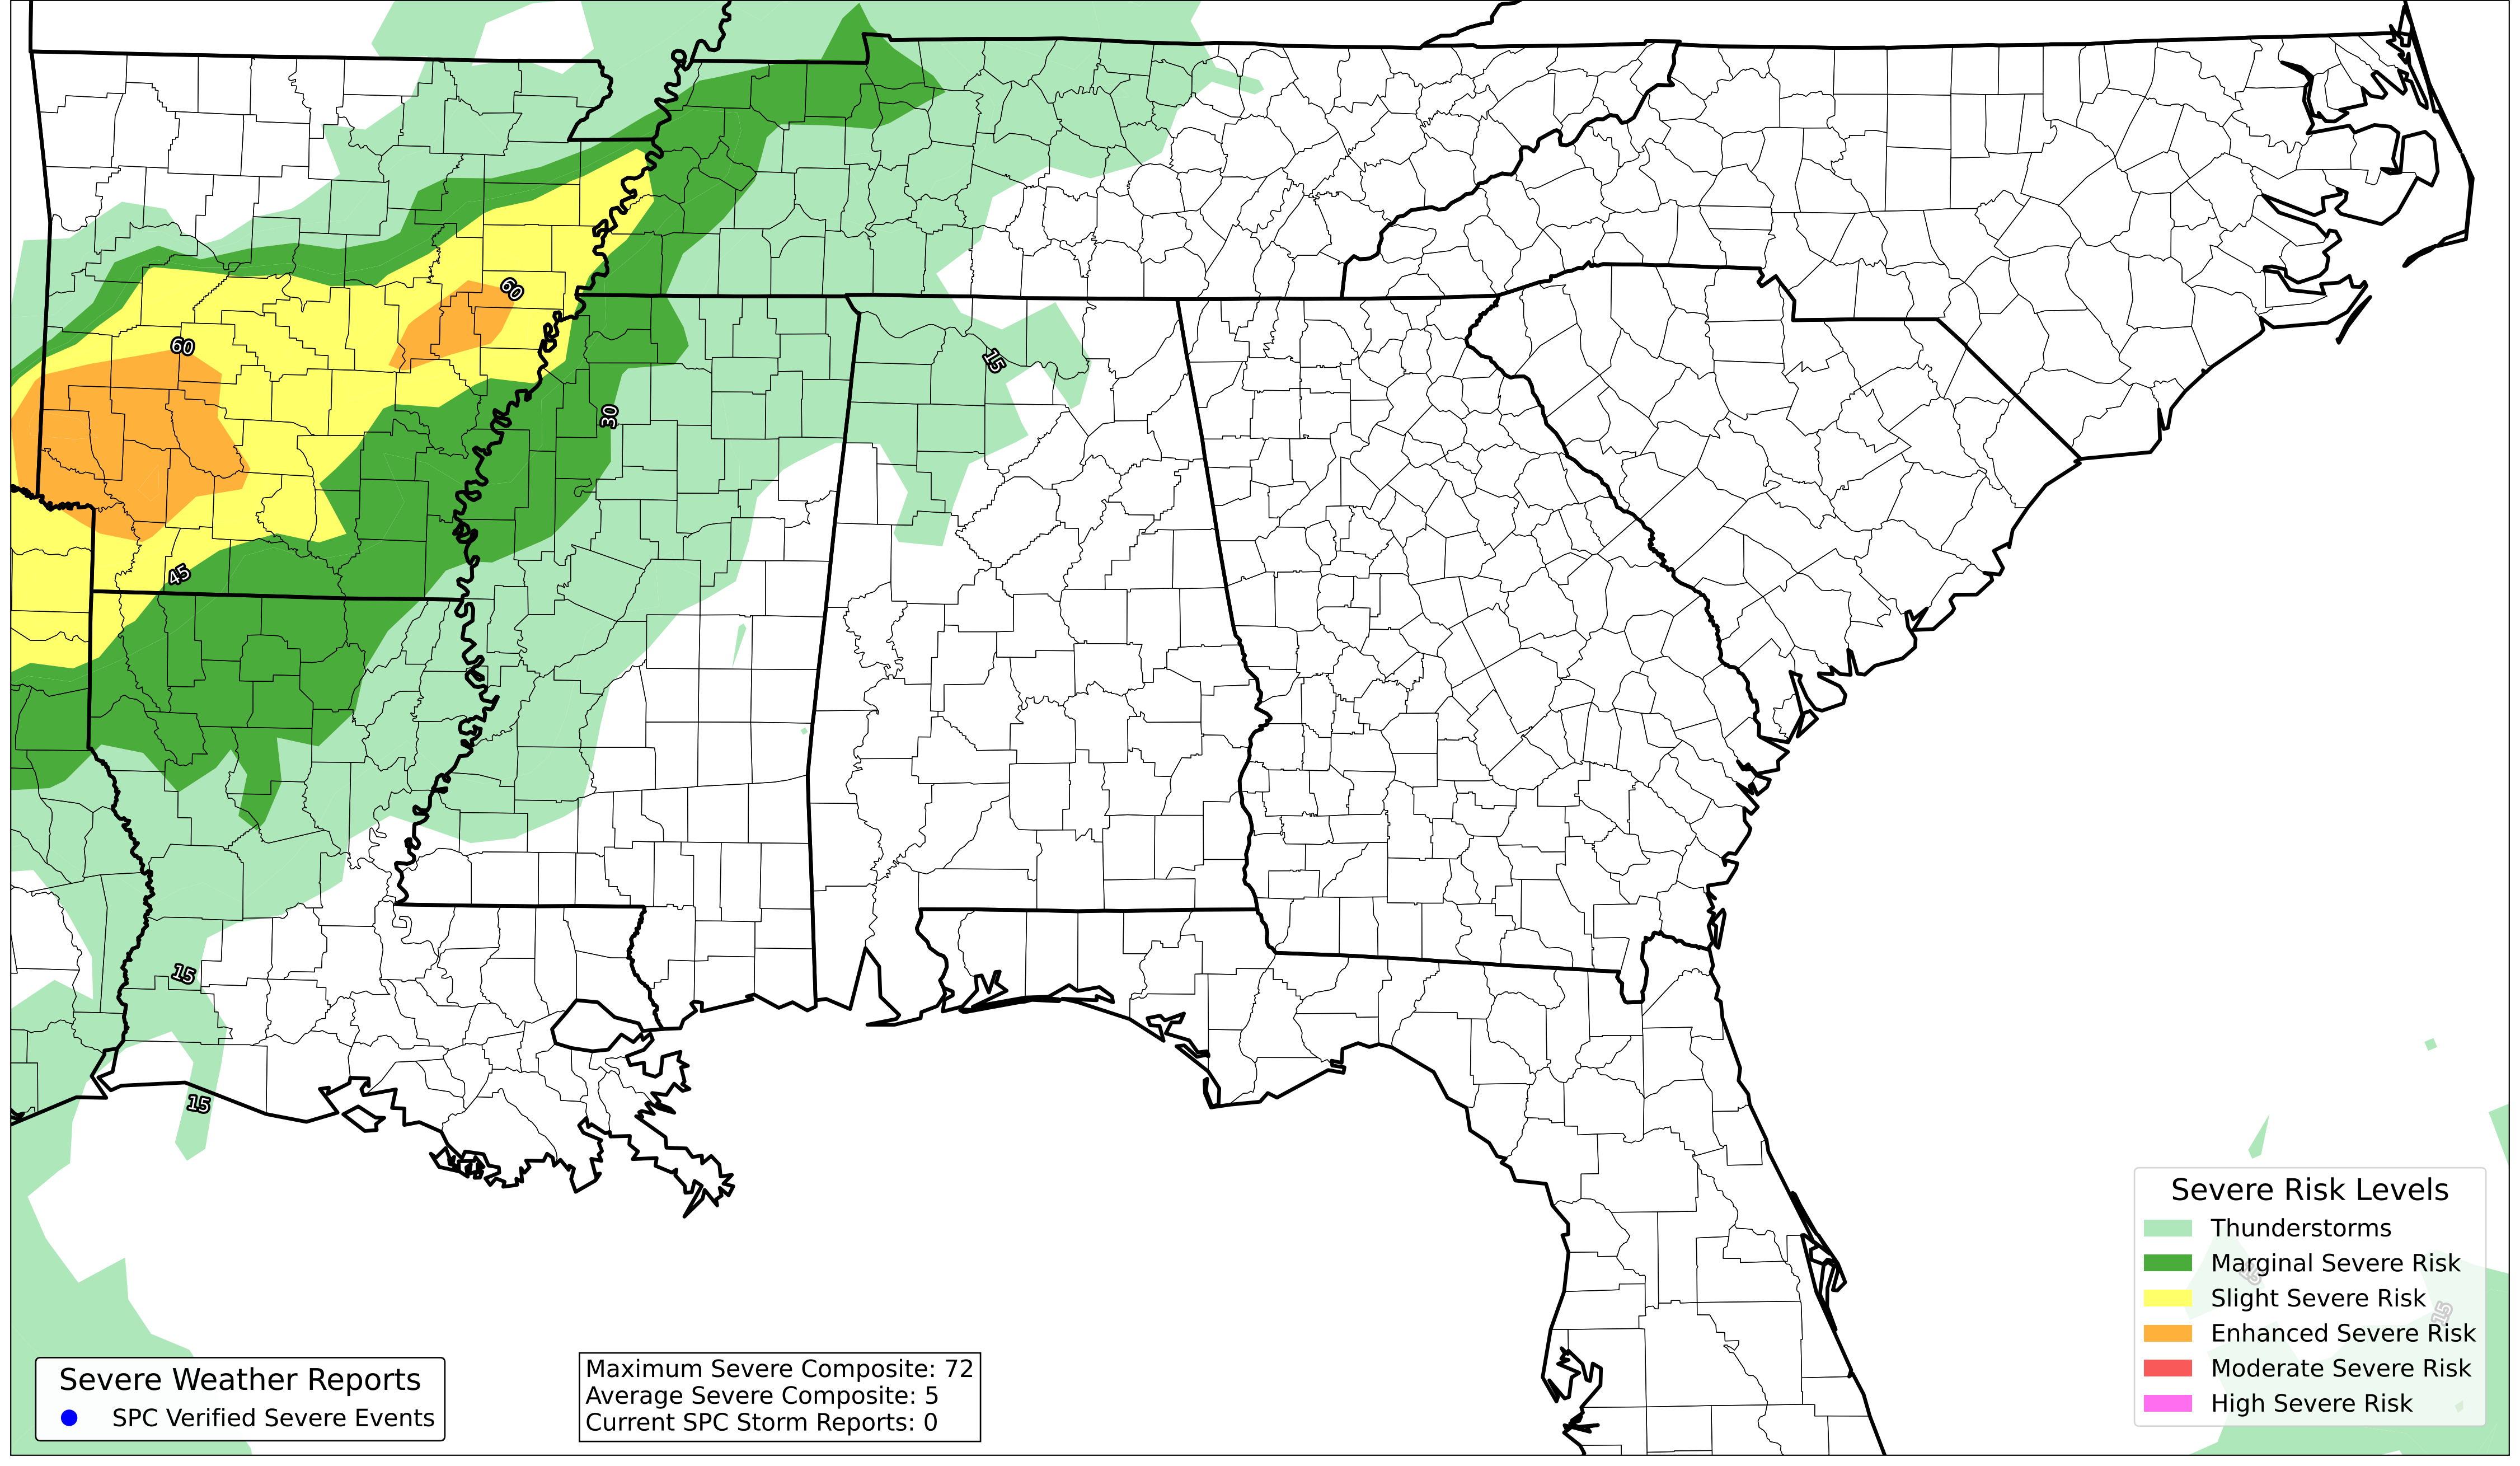 60
15
60
30
45
15
15
Severe Risk Levels
Thunderstorms
Marginal Severe Risk
Slight Severe Risk
Enhanced Severe Risk
Moderate Severe Risk
High Severe Risk
15
Severe Weather Reports
SPC Verified Severe Events
Maximum Severe Composite: 72
Average Severe Composite: 5
Current SPC Storm Reports: 0